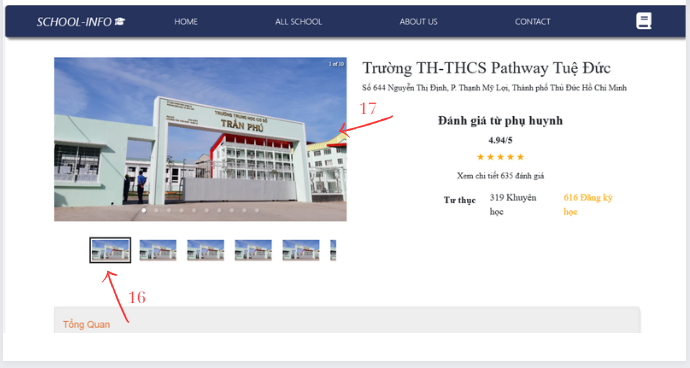 SCHOOL-INFO
HOME
ALL SCHOOL
ABOUT US
CONTACT
1 of 10
TRƯỜNG TRUNG HỌC CƠ SỞ
TRẦN PHÚ
17
Trường TH-THCS Pathway Tuệ Đức
Số 644 Nguyễn Thị Định, P. Thạnh Mỹ Lợi, Thành phố Thủ Đức Hồ Chí Minh
Đánh giá từ phụ huynh
4.94/5
★★★★★
Xem chi tiết 635 đánh giá
Tư thục
319 Khuyên
học
616 Đăng ký
học
16
Tổng Quan